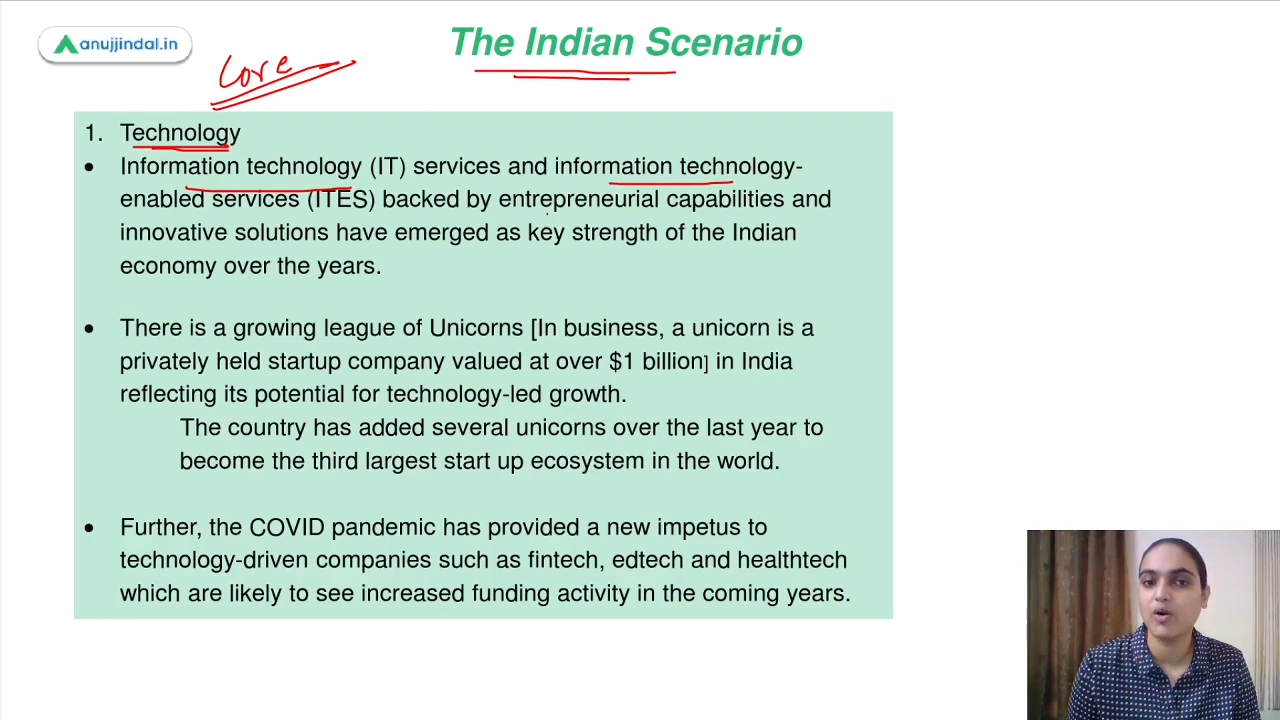 anujjindal.in
The Indian Scenario
Core
1. Technology
• Information technology (IT) services and information technology-
enabled services (ITES) backed by entrepreneurial capabilities and
innovative solutions have emerged as key strength of the Indian
economy over the years.
• There is a growing league of Unicorns [In business, a unicorn is a
privately held startup company valued at over $1 billion] in India
reflecting its potential for technology-led growth.
The country has added several unicorns over the last year to
become the third largest start up ecosystem in the world.
• Further, the COVID pandemic has provided a new impetus to
technology-driven companies such as fintech, edtech and healthtech
which are likely to see increased funding activity in the coming years.